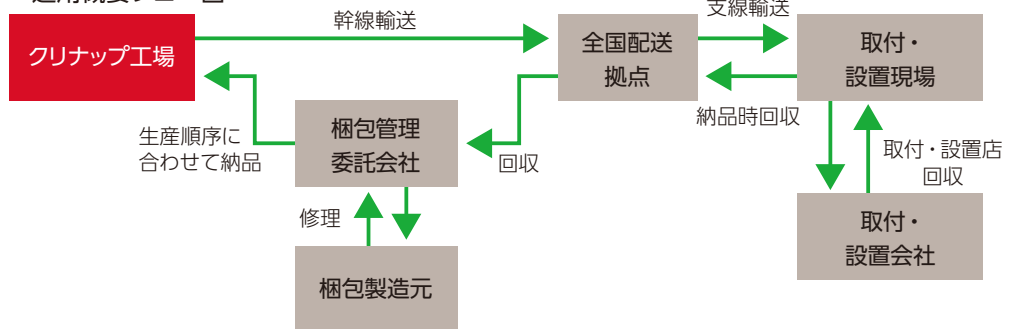 幹線輸送
支線輸送
クリナップ工場
全国配送
拠点
取付・
設置現場
納品時回収
生産順序に
合わせて納品
梱包管理
委託会社
回収
取付・設置店
回収
修理
取付・
設置会社
梱包製造元